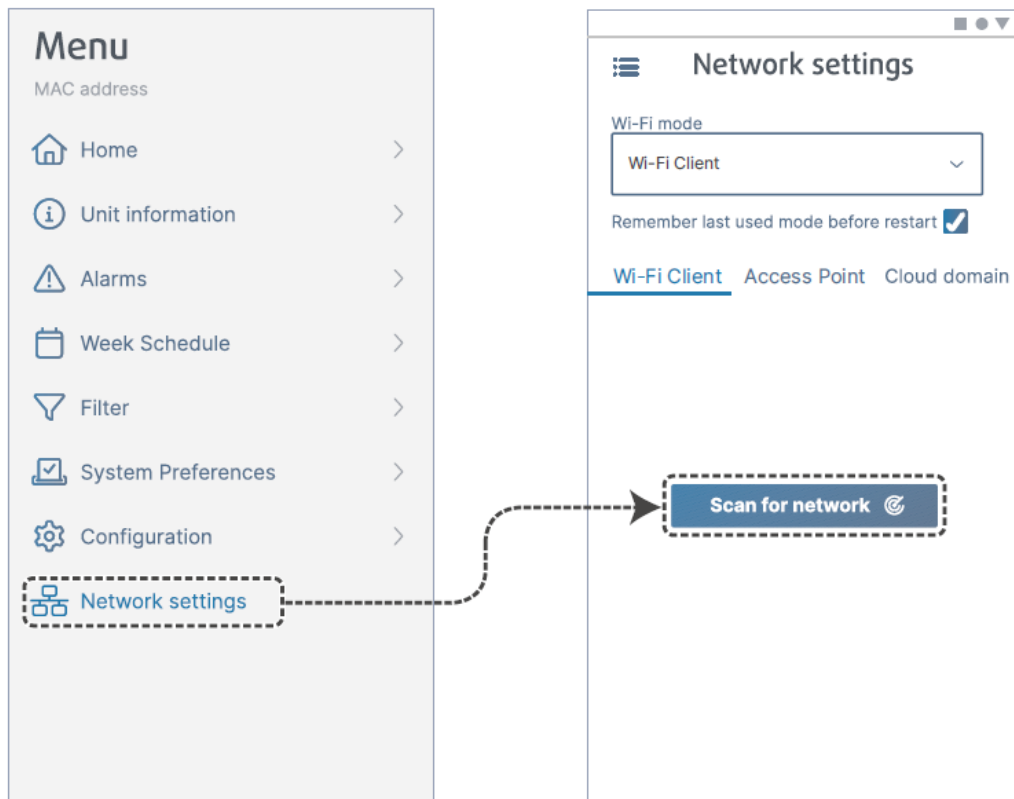 Menu
MAC address
Home
Unit information
Alarms
Week Schedule
Filter
System Preferences
Configuration
Network settings
Network settings
Wi-Fi mode
Wi-Fi Client
Remember last used mode before restart
Wi-Fi Client Access Point Cloud domain
Scan for network